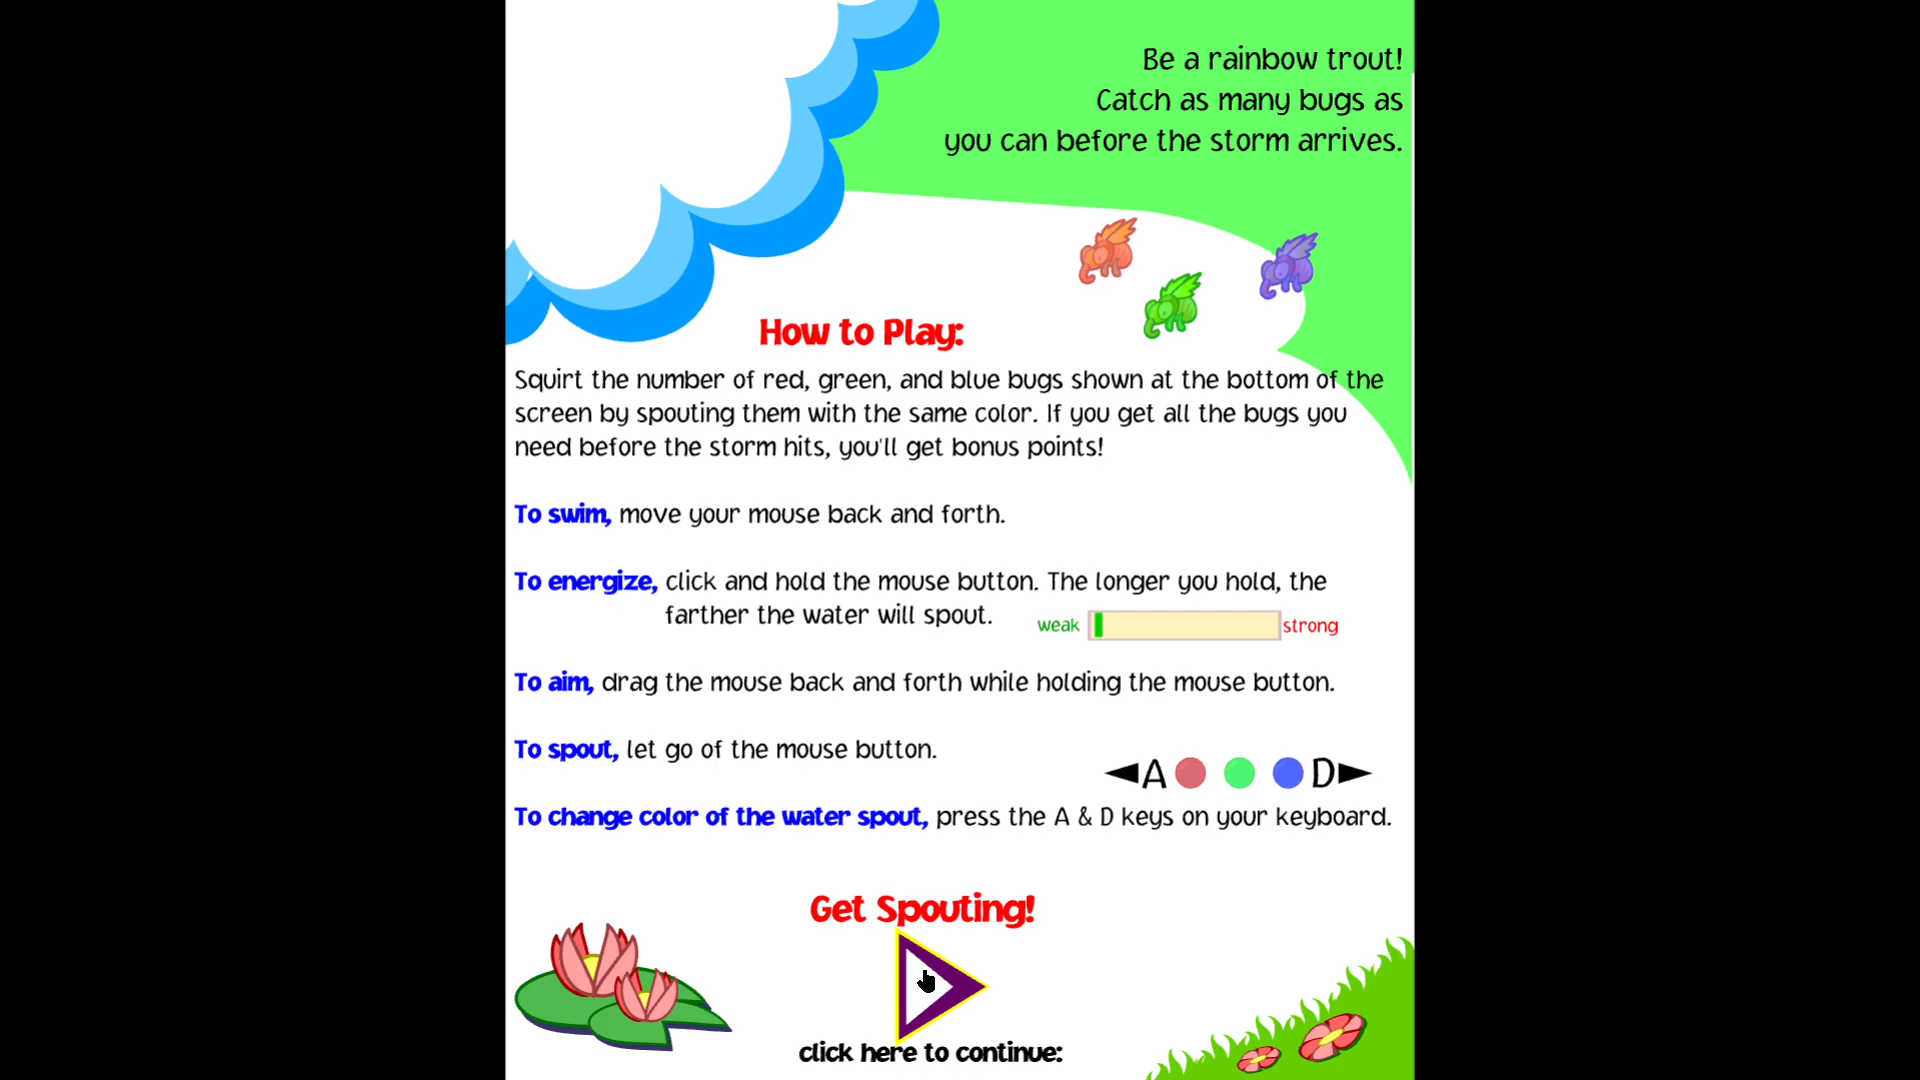 Be a rainbow trout!
Catch as many bugs as
you can before the storm arrives.
How to Play:
Squirt the number of red, green, and blue bugs shown at the bottom of the
screen by spouting them with the same color. If you get all the bugs you
need before the storm hits, you'll get bonus points!
To swim, move your mouse back and forth.
To energize, click and hold the mouse button. The longer you hold, the
farther the water will spout.
weak strong
To aim, drag the mouse back and forth while holding the mouse button.
To spout, let go of the mouse button.
A D
To change color of the water spout, press the A & D keys on your keyboard.
Get Spouting!
click here to continue: